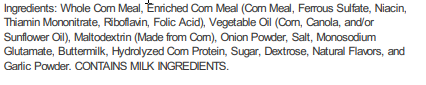 Ingredients: Whole Corn Meal, Enriched Corn Meal (Corn Meal, Ferrous Sulfate, Niacin,
Thiamin Mononitrate, Riboflavin, Folic Acid), Vegetable Oil (Corn, Canola, and/or
Sunflower Oil), Maltodextrin (Made from Corn), Onion Powder, Salt, Monosodium
Glutamate, Buttermilk, Hydrolyzed Corn Protein, Sugar, Dextrose, Natural Flavors, and
Garlic Powder. CONTAINS MILK INGREDIENTS.